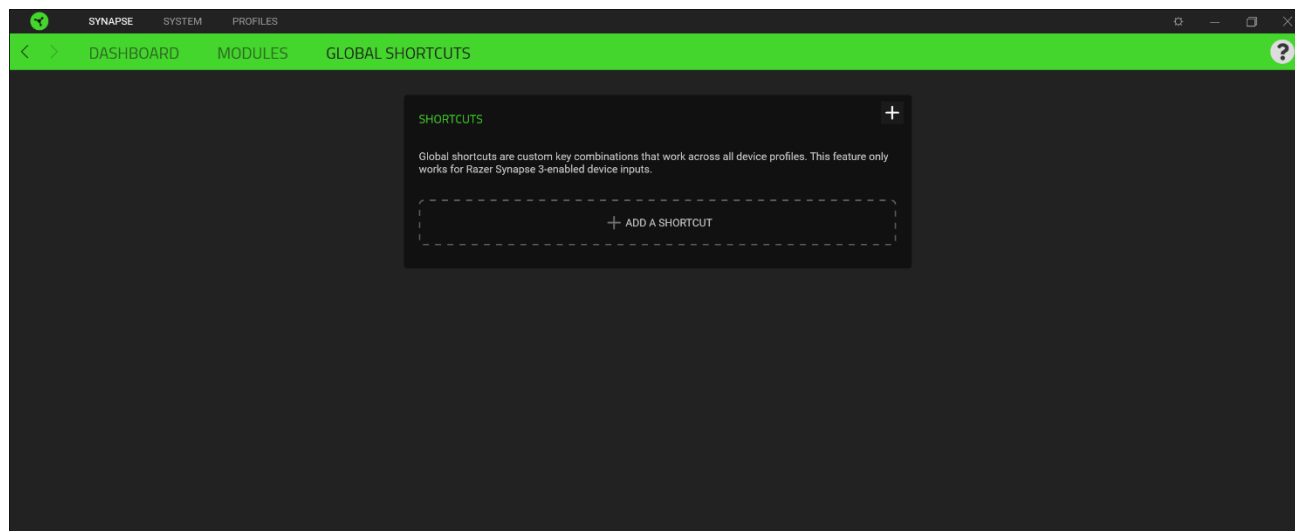 SYNAPSE SYSTEM PROFILES
DASHBOARD MODULES GLOBAL SHORTCUTS ?
SHORTCUTS
Global shortcuts are custom key combinations that work across all device profiles. This feature only
works for Razer Synapse 3-enabled device inputs.
ADD A SHORTCUT